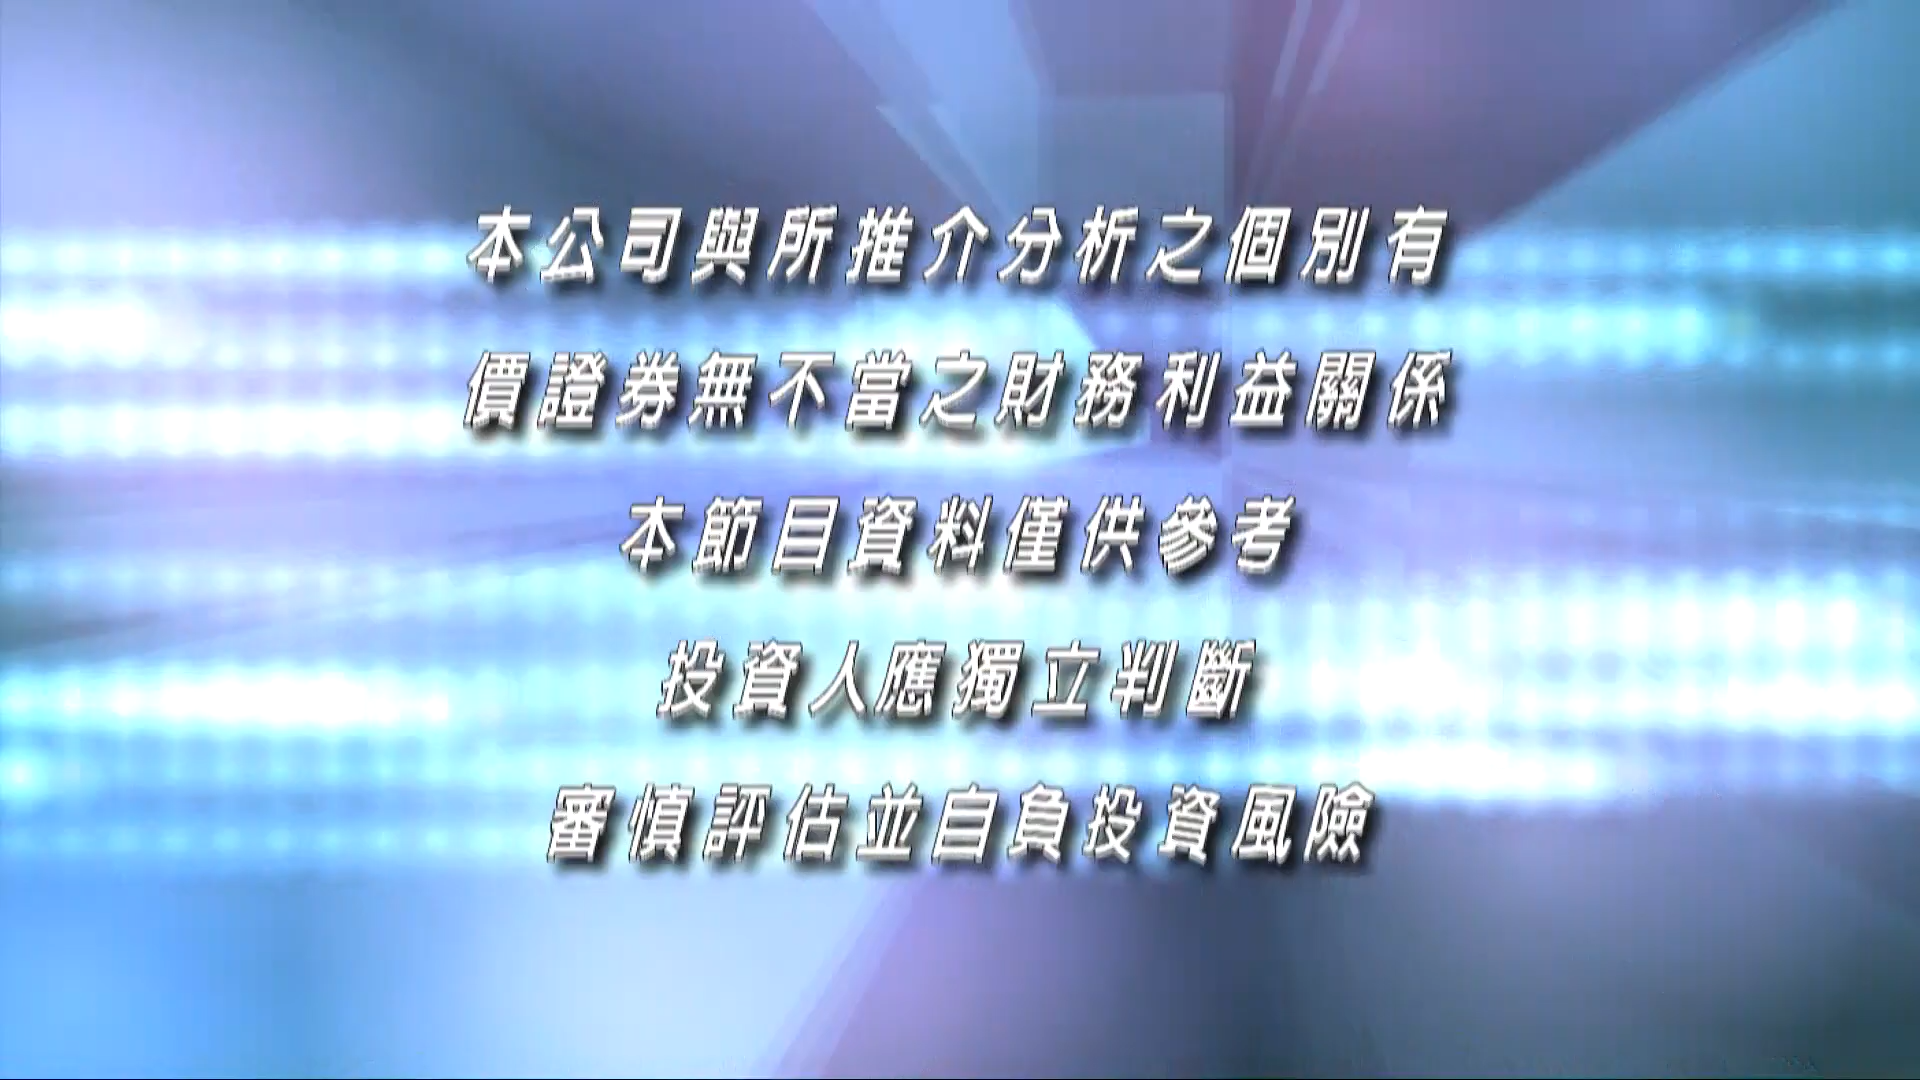 本公司與所推介分析之個別有
價證券無不當之財務利益關係
本節目資料僅供參考
投資人應獨立判斷
審慎評估並自負投資風險